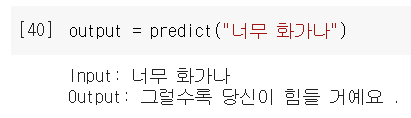 [40] output = predict("너무 화가나")
Input: 너무 화가나
Output: 그럴수록 당신이 힘들 거예요 .